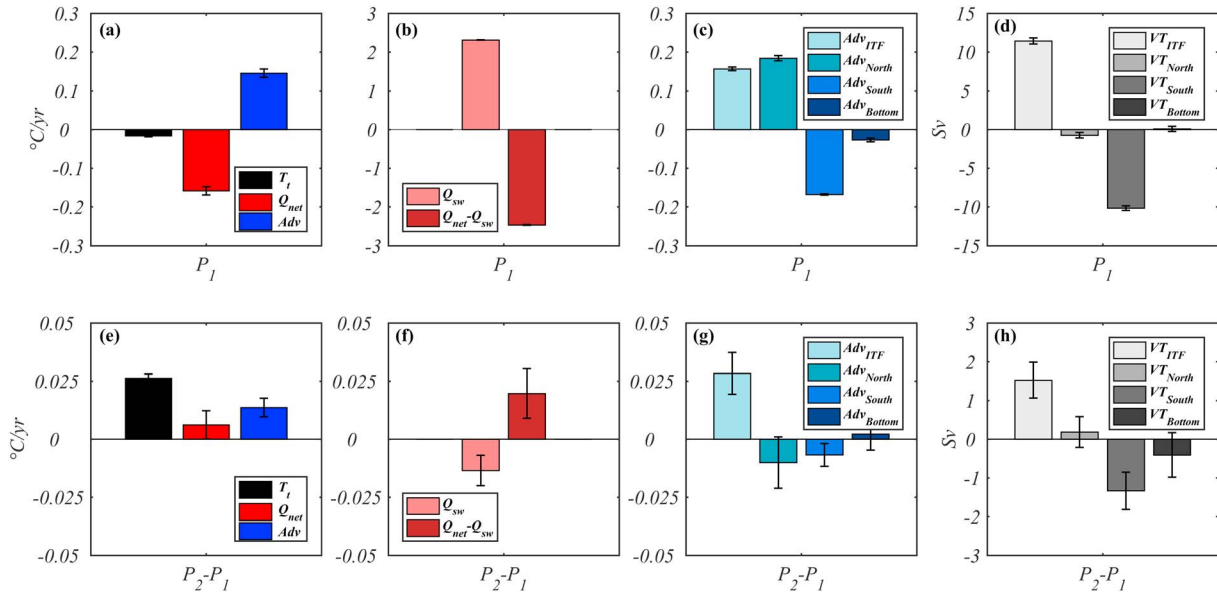 (a)
0.3
0.2
0.1
0
-0.1
-0.2
-0.3
°C/yr
T_t
Q_net
Adv
P_1
(b)
3
2
1
0
-1
-2
-3
Q_sw
Q_net-Q_sw
P_1
(c)
0.3
0.2
0.1
0
-0.1
-0.2
-0.3
Adv_ITF
Adv_North
Adv_South
Adv_Bottom
P_1
(d)
15
10
5
0
-5
-10
-15
Sv
VT_ITF
VT_North
VT_South
VT_Bottom
P_1
(e)
0.05
0.025
0
-0.025
-0.05
°C/yr
T_t
Q_net
Adv
P_2-P_1
(f)
0.05
0.025
0
-0.025
-0.05
Q_sw
Q_net-Q_sw
P_2-P_1
(g)
0.05
0.025
0
-0.025
-0.05
Adv_ITF
Adv_North
Adv_South
Adv_Bottom
P_2-P_1
(h)
3
2
1
0
-1
-2
-3
Sv
VT_ITF
VT_North
VT_South
VT_Bottom
P_2-P_1